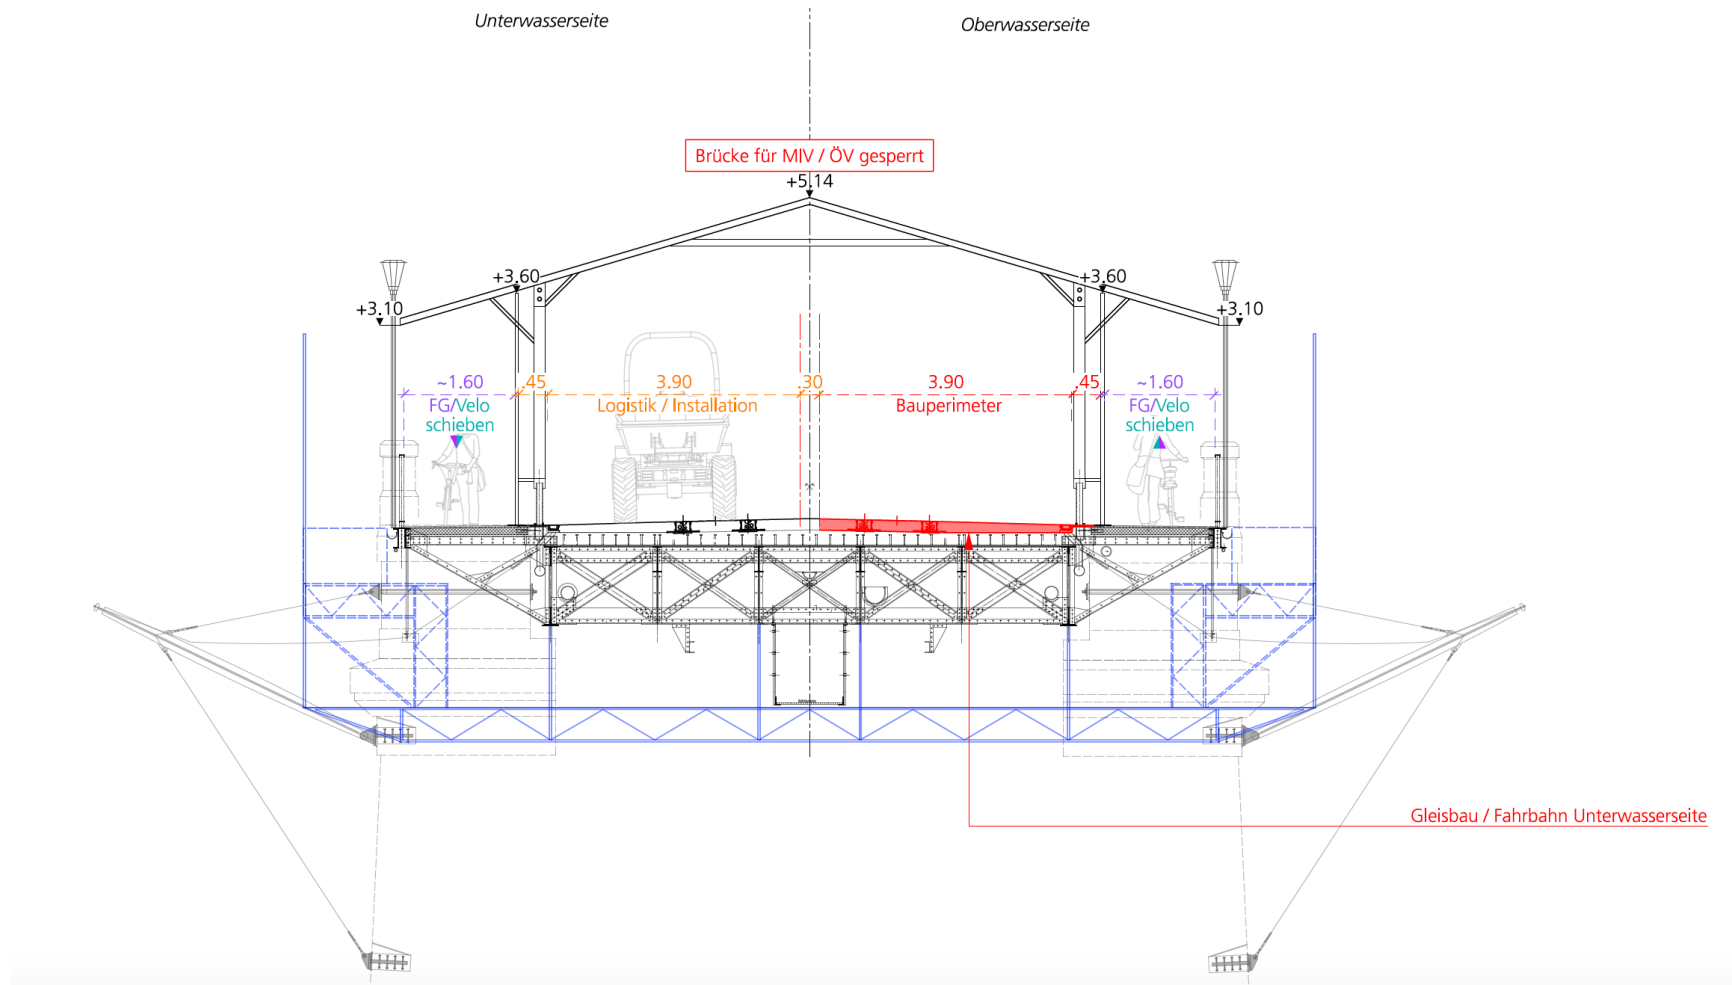 Unterwasserseite
Oberwasserseite
Brücke für MIV / ÖV gesperrt
+5.14
+3.60
+3.60
+3.10
+3.10
~1.60
.45
3.90
.30
3.90
.45
~1.60
FG/Velo
schieben
Logistik / Installation
Bauperimeter
FG/Velo
schieben
Gleisbau / Fahrbahn Unterwasserseite